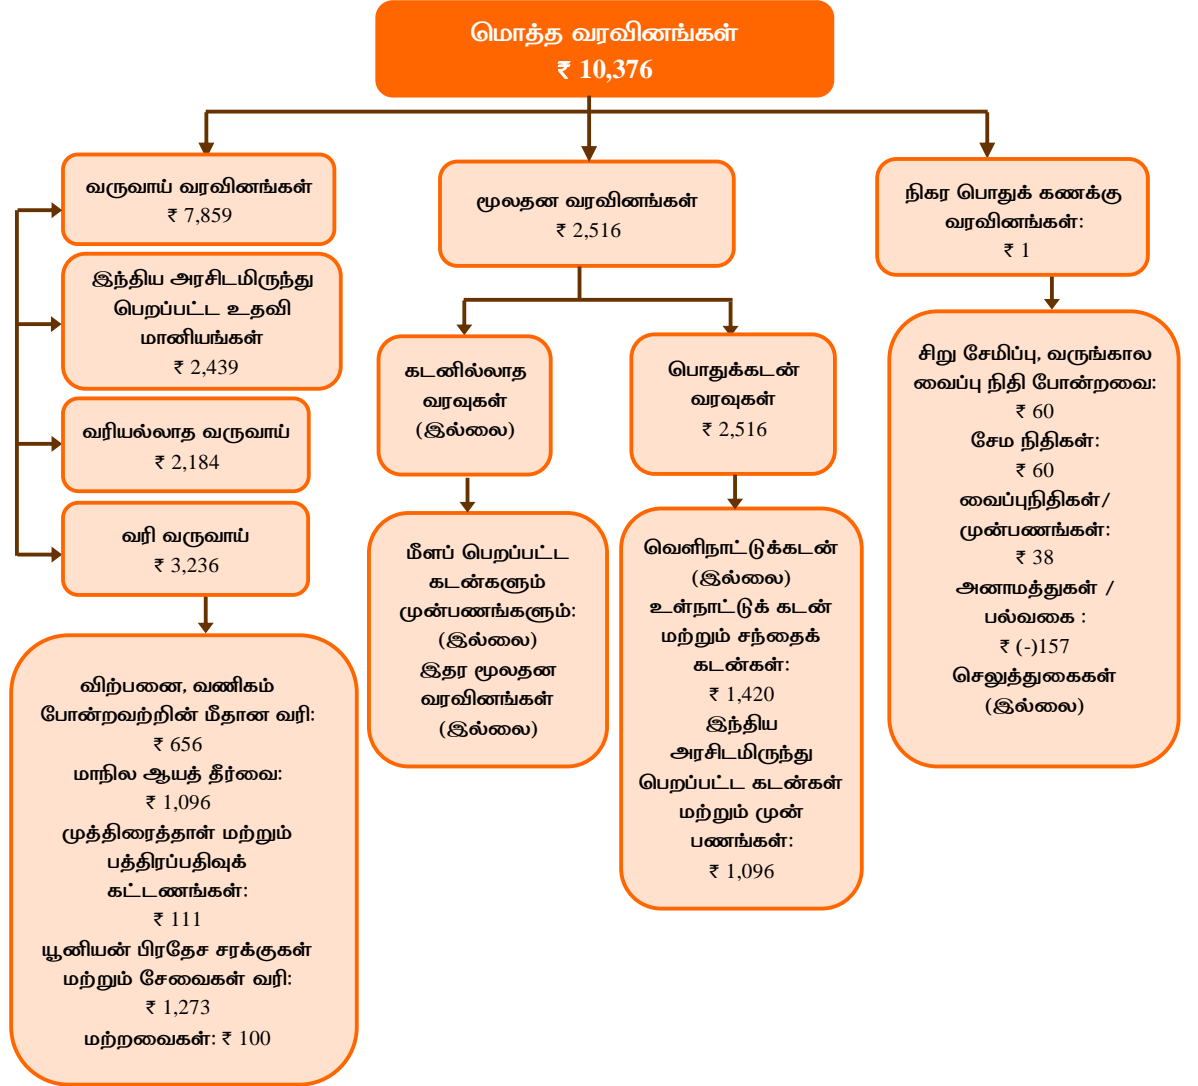 மொத்த வரவினங்கள்
₹ 10,376
வருவாய் வரவினங்கள்
₹ 7,859
இந்திய அரசிடமிருந்து
பெறப்பட்ட உதவி
மானியங்கள்
₹ 2,439
வரியல்லாத வருவாய்
₹ 2,184
வரி வருவாய்
₹ 3,236
விற்பனை, வணிகம்
போன்றவற்றின் மீதான வரி:
₹ 656
மாநில ஆயத் தீர்வை:
₹ 1,096
முத்திரைத்தாள் மற்றும்
பத்திரப்பதிவுக்
கட்டணங்கள்:
₹ 111
யூனியன் பிரதேச சரக்குகள்
மற்றும் சேவைகள் வரி:
₹ 1,273
மற்றவைகள்: ₹ 100
மூலதன வரவினங்கள்
₹ 2,516
கடனில்லாத
வரவுகள்
(இல்லை)
மீளப் பெறப்பட்ட
கடன்களும்
முன்பணங்களும்:
(இல்லை)
இதர மூலதன
வரவினங்கள்
(இல்லை)
பொதுக்கடன்
வரவுகள்
₹ 2,516
வெளிநாட்டுக்கடன்
(இல்லை)
உள்நாட்டுக் கடன்
மற்றும் சந்தைக்
கடன்கள்:
₹ 1,420
இந்திய
அரசிடமிருந்து
பெறப்பட்ட கடன்கள்
மற்றும் முன்
பணங்கள்:
₹ 1,096
நிகர பொதுக் கணக்கு
வரவினங்கள்:
₹ 1
சிறு சேமிப்பு, வருங்கால
வைப்பு நிதி போன்றவை:
₹ 60
சேம நிதிகள்:
₹ 60
வைப்புநிதிகள்/
முன்பணங்கள்:
₹ 38
அனாமத்துகள் /
பல்வகை :
₹ (-)157
செலுத்துகைகள்
(இல்லை)